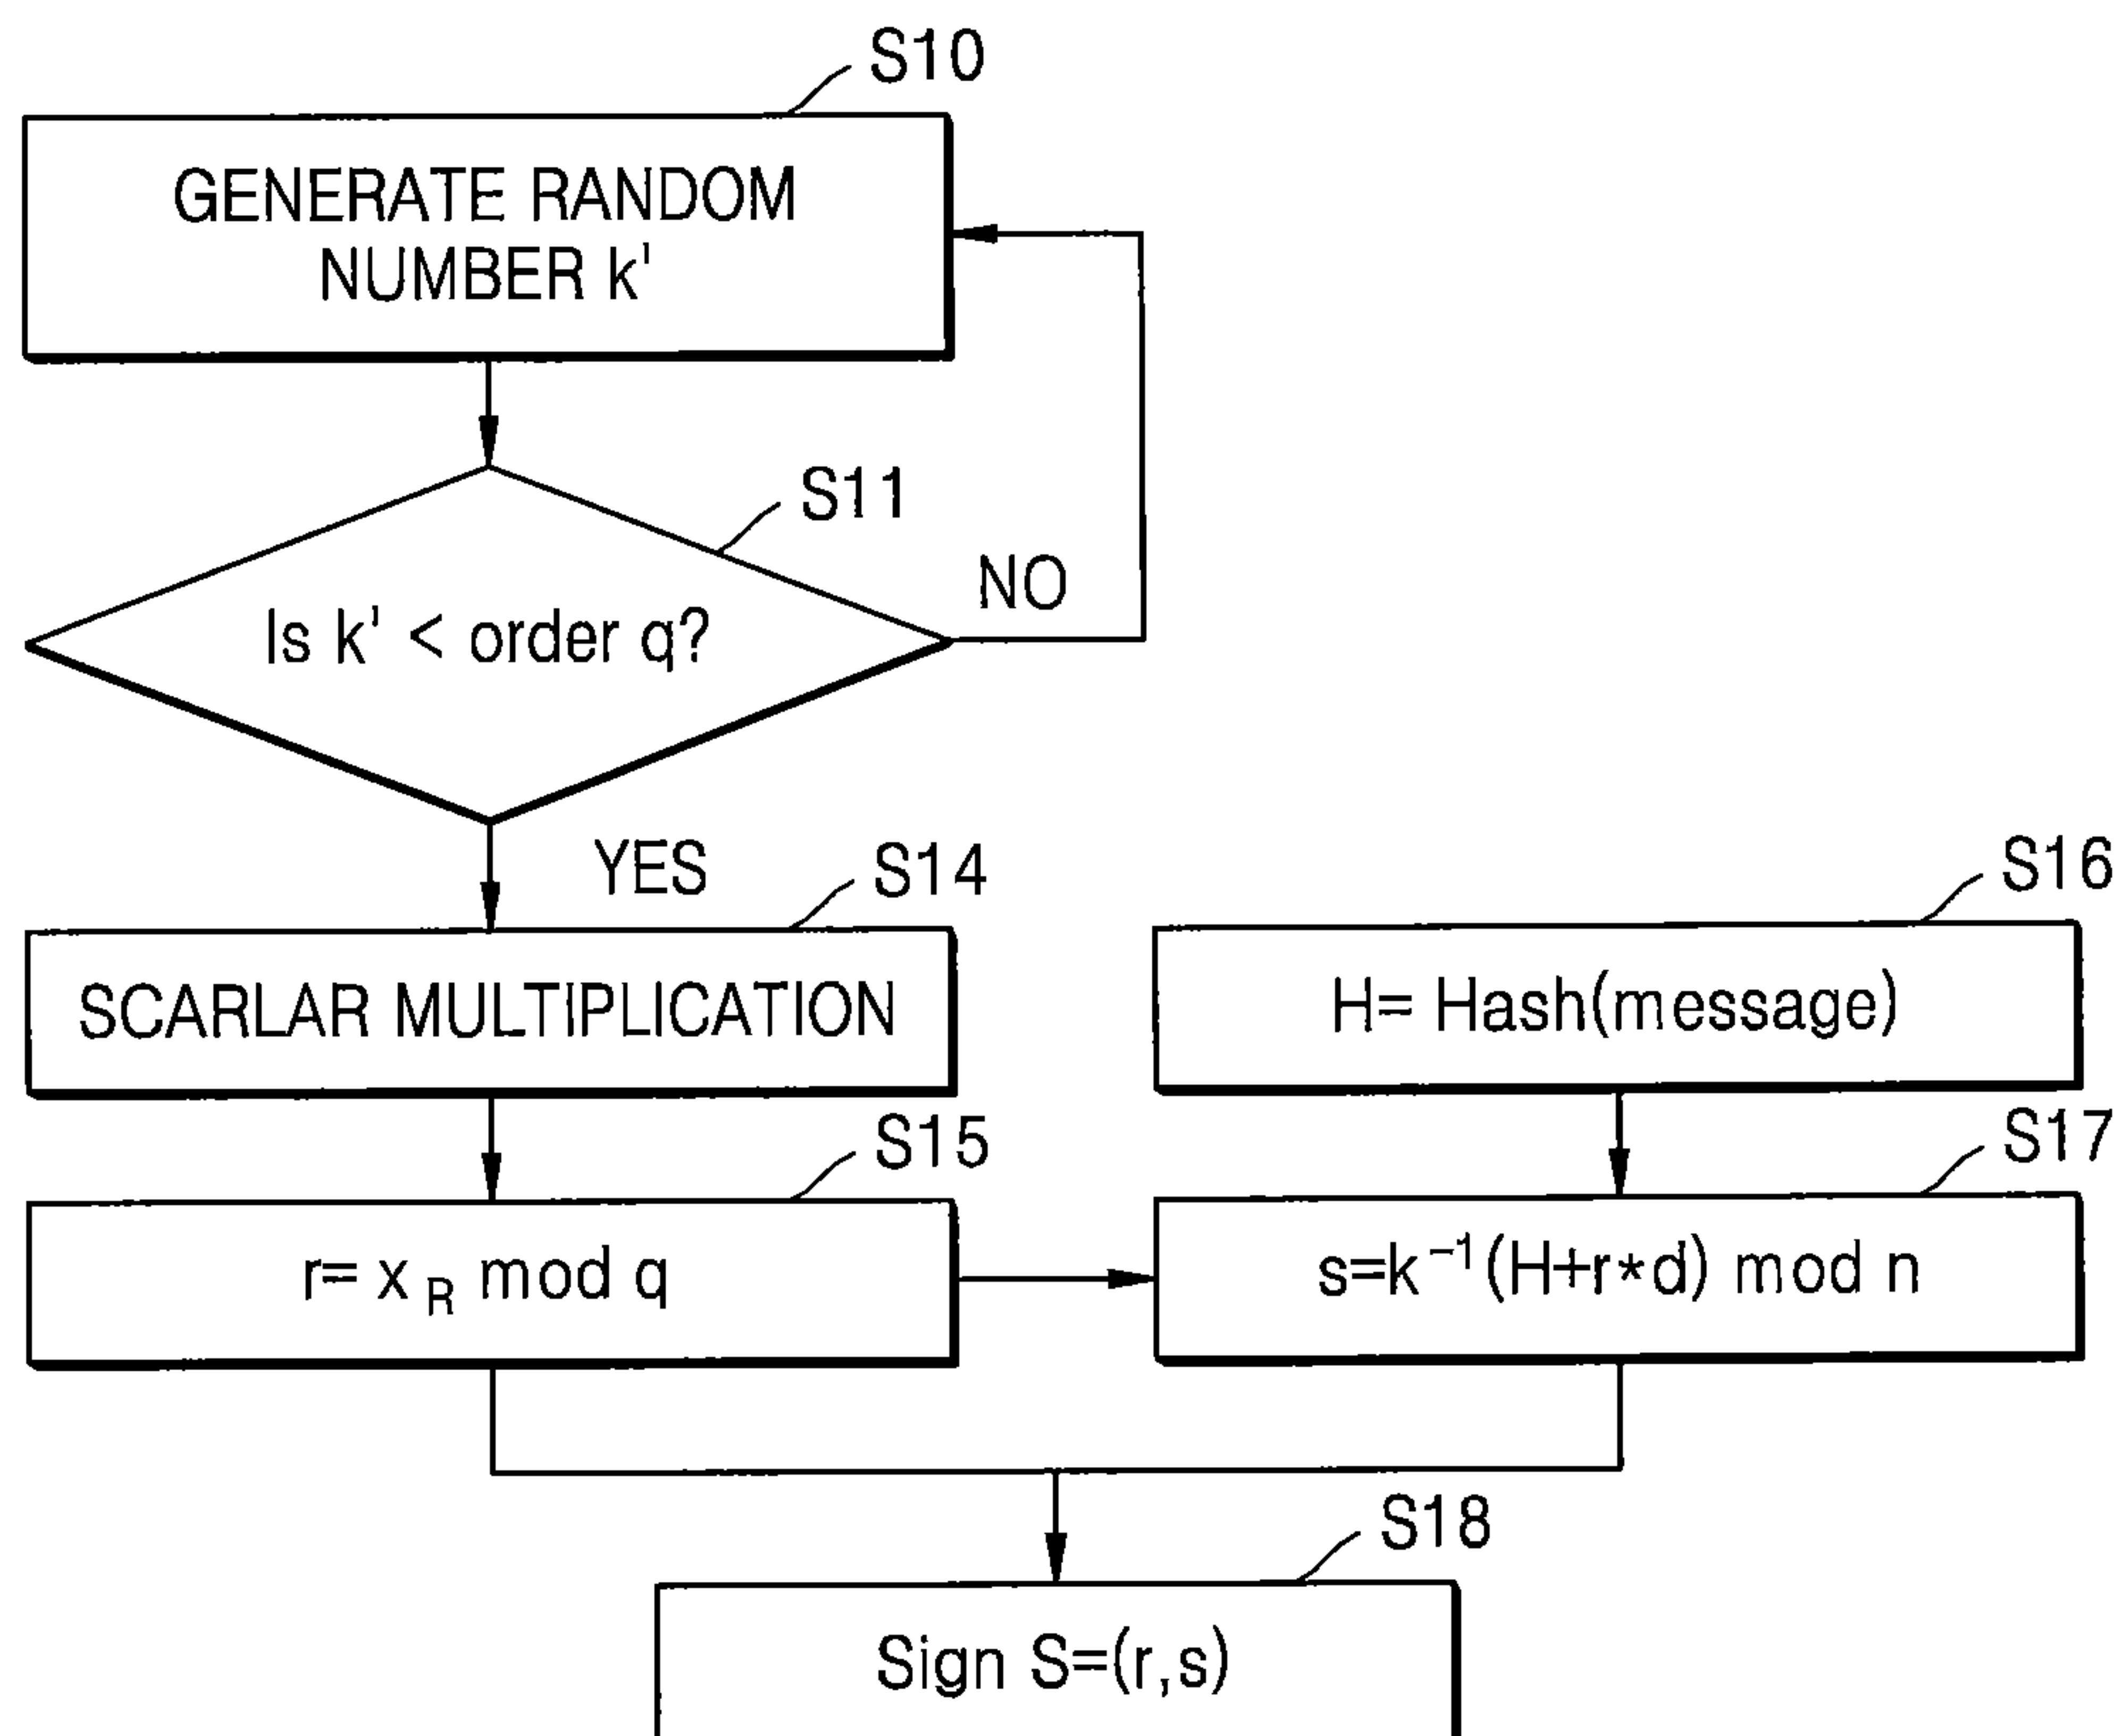 S10
GENERATE RANDOM
NUMBER k'
S11
NO
Is k' < order q?
YES
S14
SCARLAR MULTIPLICATION
S16
H= Hash(message)
S15
r= x R mod q
S17
s=k⁻¹(H+r*d) mod n
S18
Sign S=(r,s)